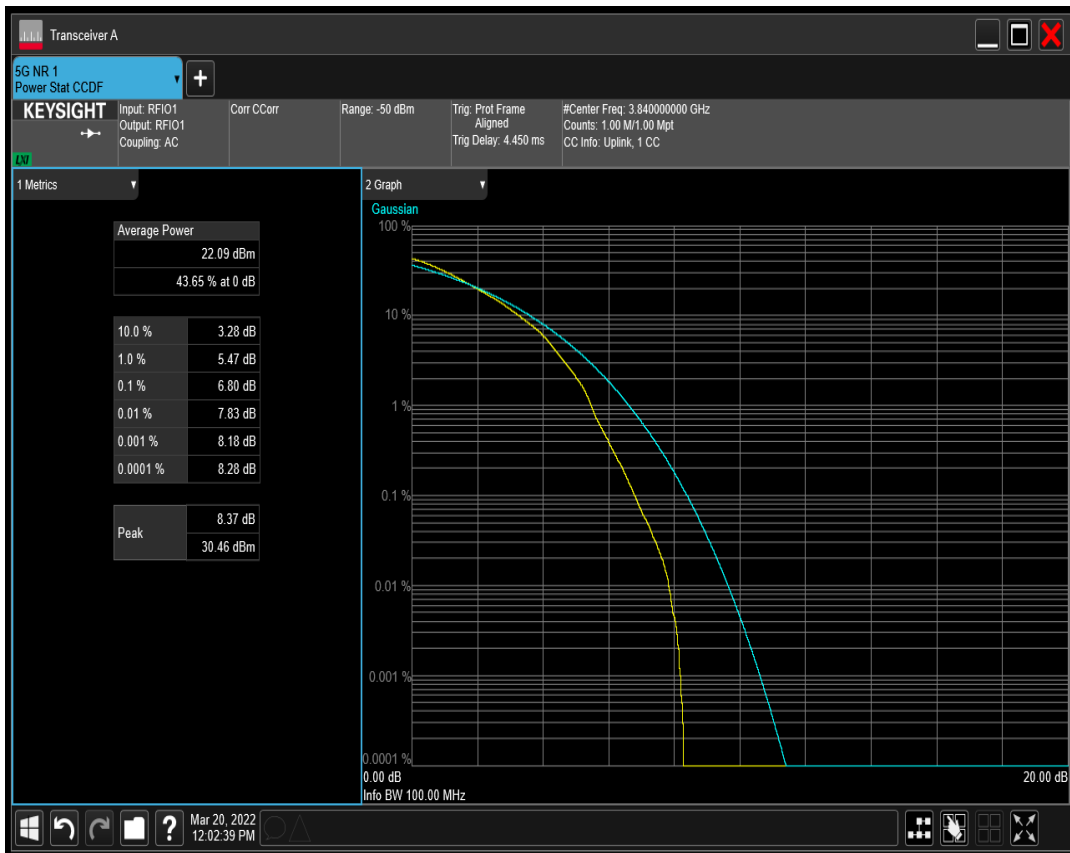 Transceiver A
5G NR 1
Power Stat CCDF
+
KEYSIGHT
LXI
Input: RFIO1
Output: RFIO1
Coupling: AC
Corr CCorr
Range: -50 dBm
Trig: Prot Frame
Aligned
Trig Delay: 4.450 ms
#Center Freq: 3.840000000 GHz
Counts: 1.00 M/1.00 Mpt
CC Info: Uplink, 1 CC
1 Metrics
Average Power
22.09 dBm
43.65 % at 0 dB
10.0 % 3.28 dB
1.0 % 5.47 dB
0.1 % 6.80 dB
0.01 % 7.83 dB
0.001 % 8.18 dB
0.0001 % 8.28 dB
Peak
8.37 dB
30.46 dBm
2 Graph
Gaussian
100 %
10 %
1 %
0.1 %
0.01 %
0.001 %
0.0001 %
0.00 dB 20.00 dB
Info BW 100.00 MHz
?
Mar 20, 2022
12:02:39 PM